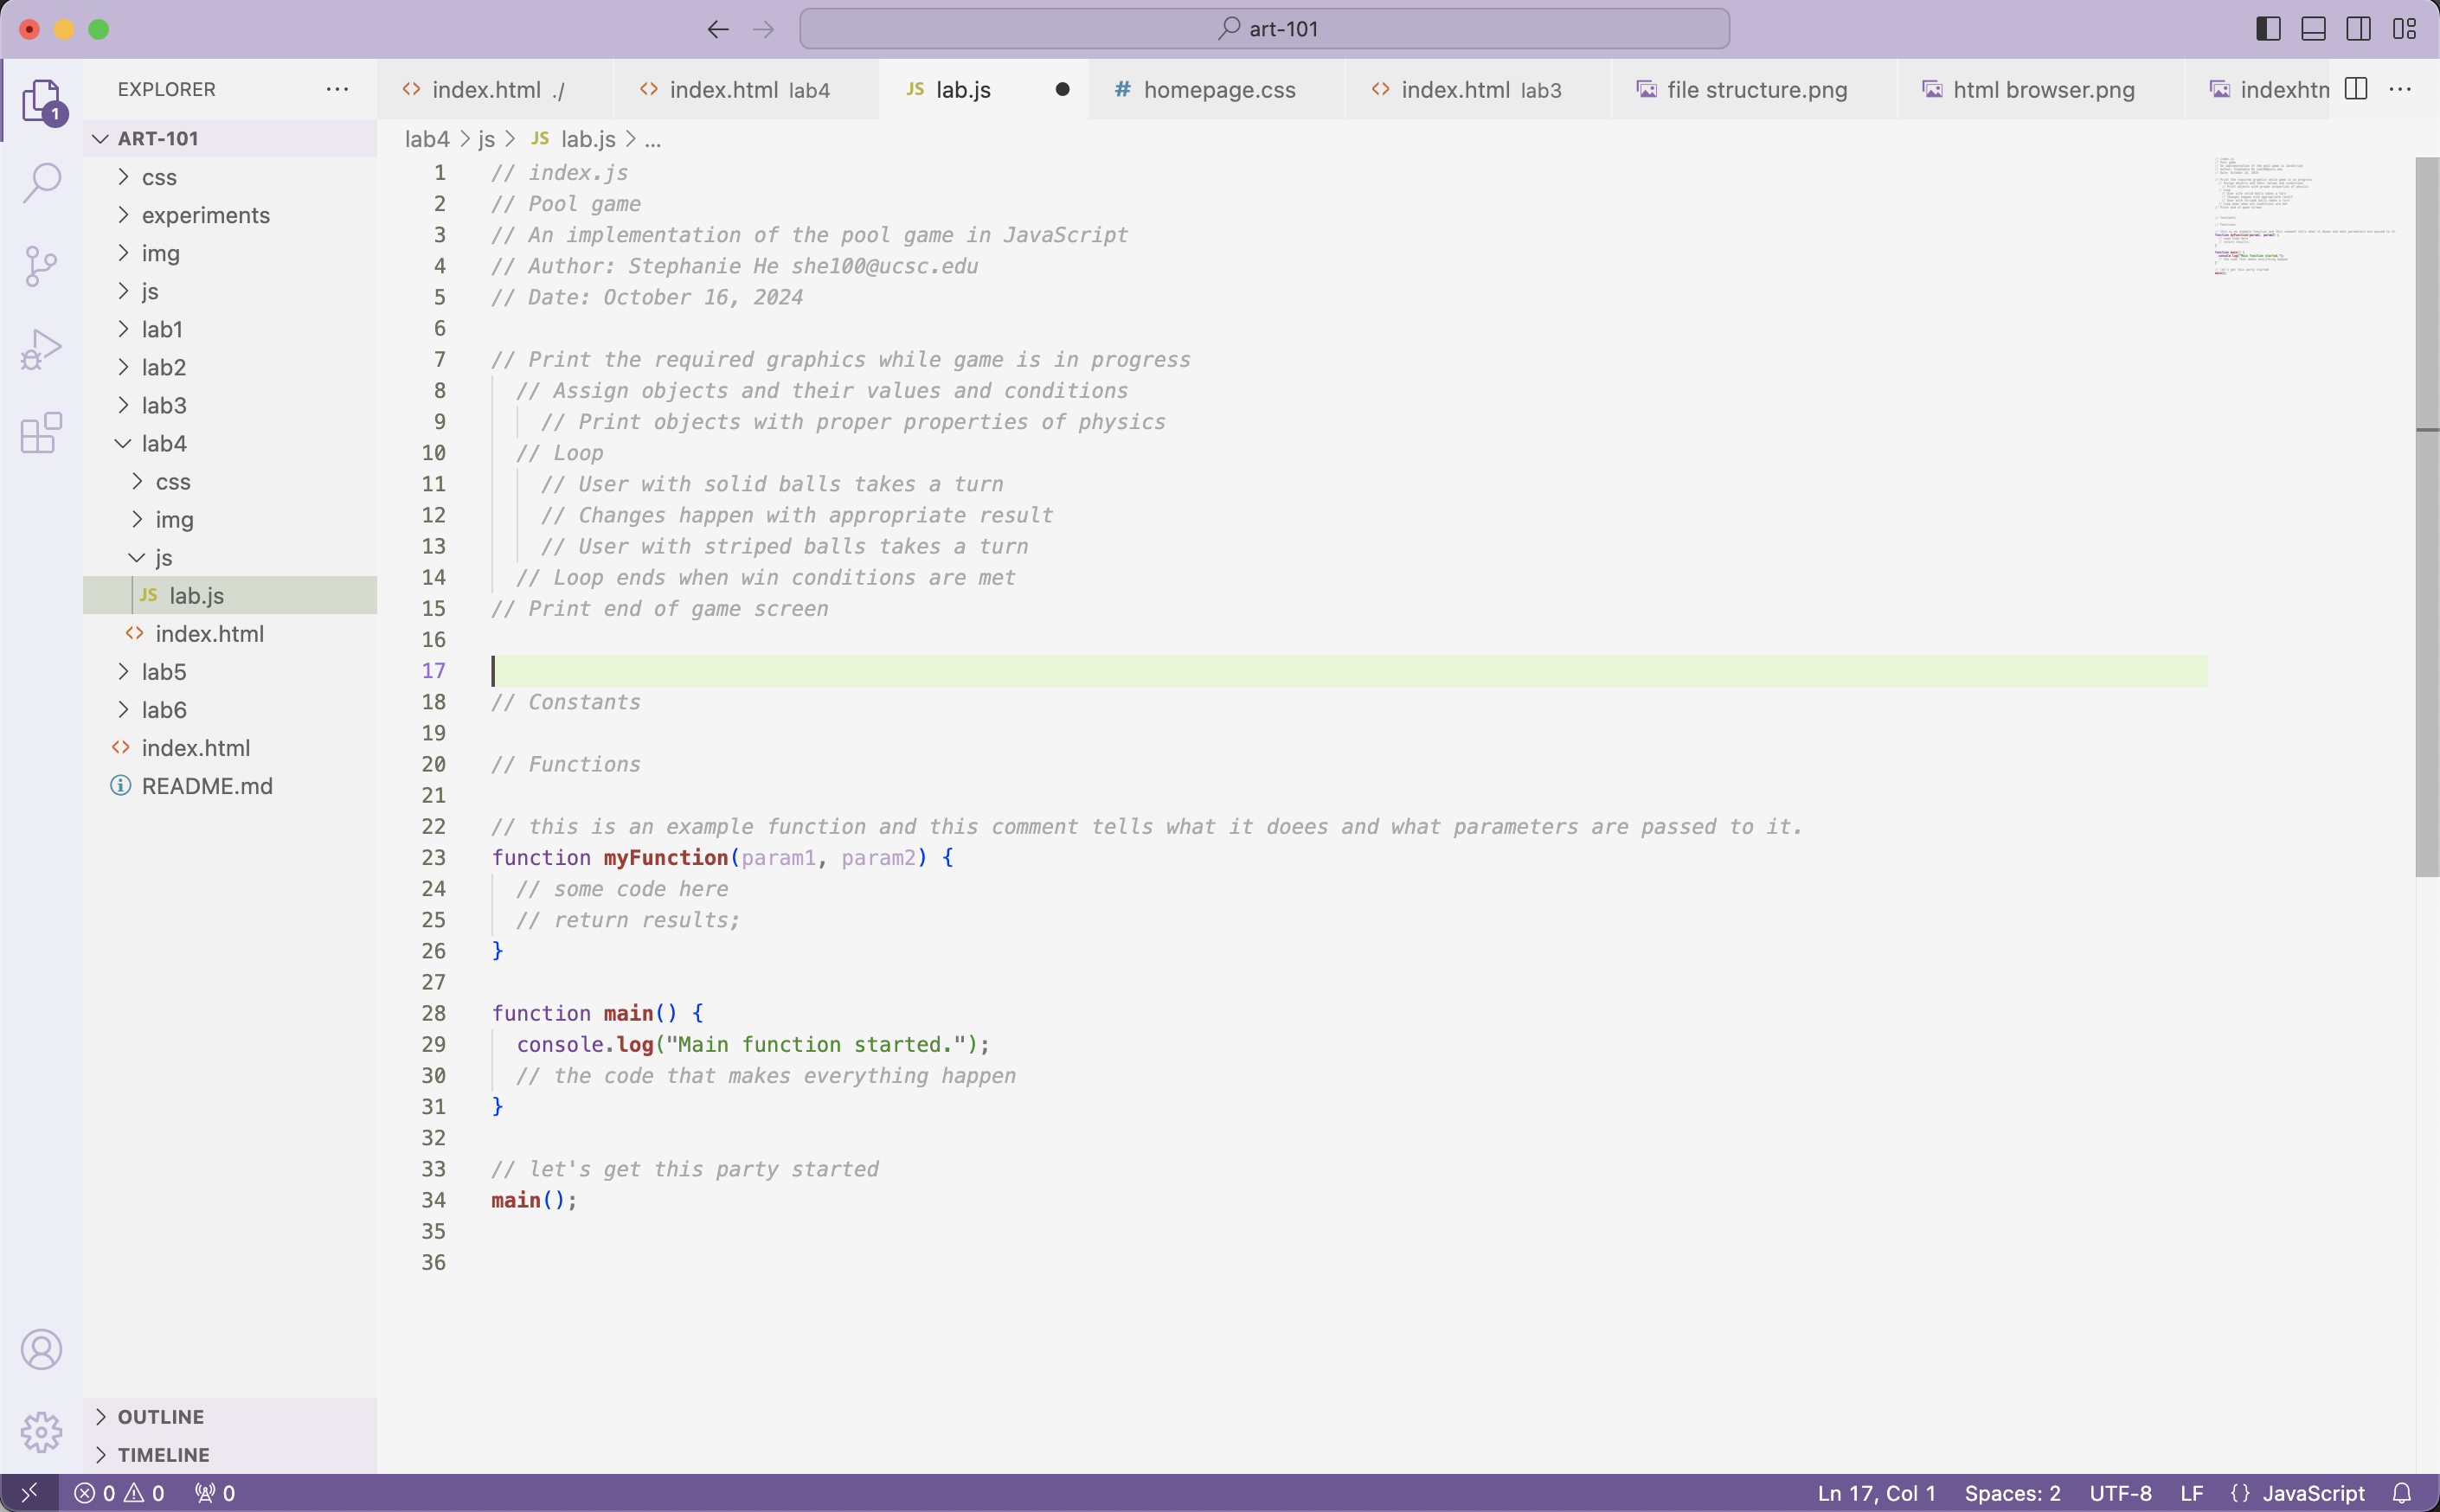 art-101
EXPLORER
index.html ./
index.html lab4
JS lab.js
# homepage.css
index.html lab3
file structure.png
html browser.png
indexhtm
ART-101
css
experiments
img
js
lab1
lab2
lab3
lab4
css
img
js
JS lab.js
index.html
lab5
lab6
index.html
README.md
OUTLINE
TIMELINE
1
lab4 > js > JS lab.js > ...
1 // index.js
2 // Pool game
3 // An implementation of the pool game in JavaScript
4 // Author: Stephanie He she100@ucsc.edu
5 // Date: October 16, 2024
6
7 // Print the required graphics while game is in progress
8 // Assign objects and their values and conditions
9 // Print objects with proper properties of physics
10 // Loop
11 // User with solid balls takes a turn
12 // Changes happen with appropriate result
13 // User with striped balls takes a turn
14 // Loop ends when win conditions are met
15 // Print end of game screen
16
17
18 // Constants
19
20 // Functions
21
22 // this is an example function and this comment tells what it doees and what parameters are passed to it.
23 function myFunction(param1, param2) {
24 // some code here
25 // return results;
26 }
27
28 function main() {
29 console.log("Main function started.");
30 // the code that makes everything happen
31 }
32
33 // let's get this party started
34 main();
35
36
0 0 0
Ln 17, Col 1 Spaces: 2 UTF-8 LF {} JavaScript